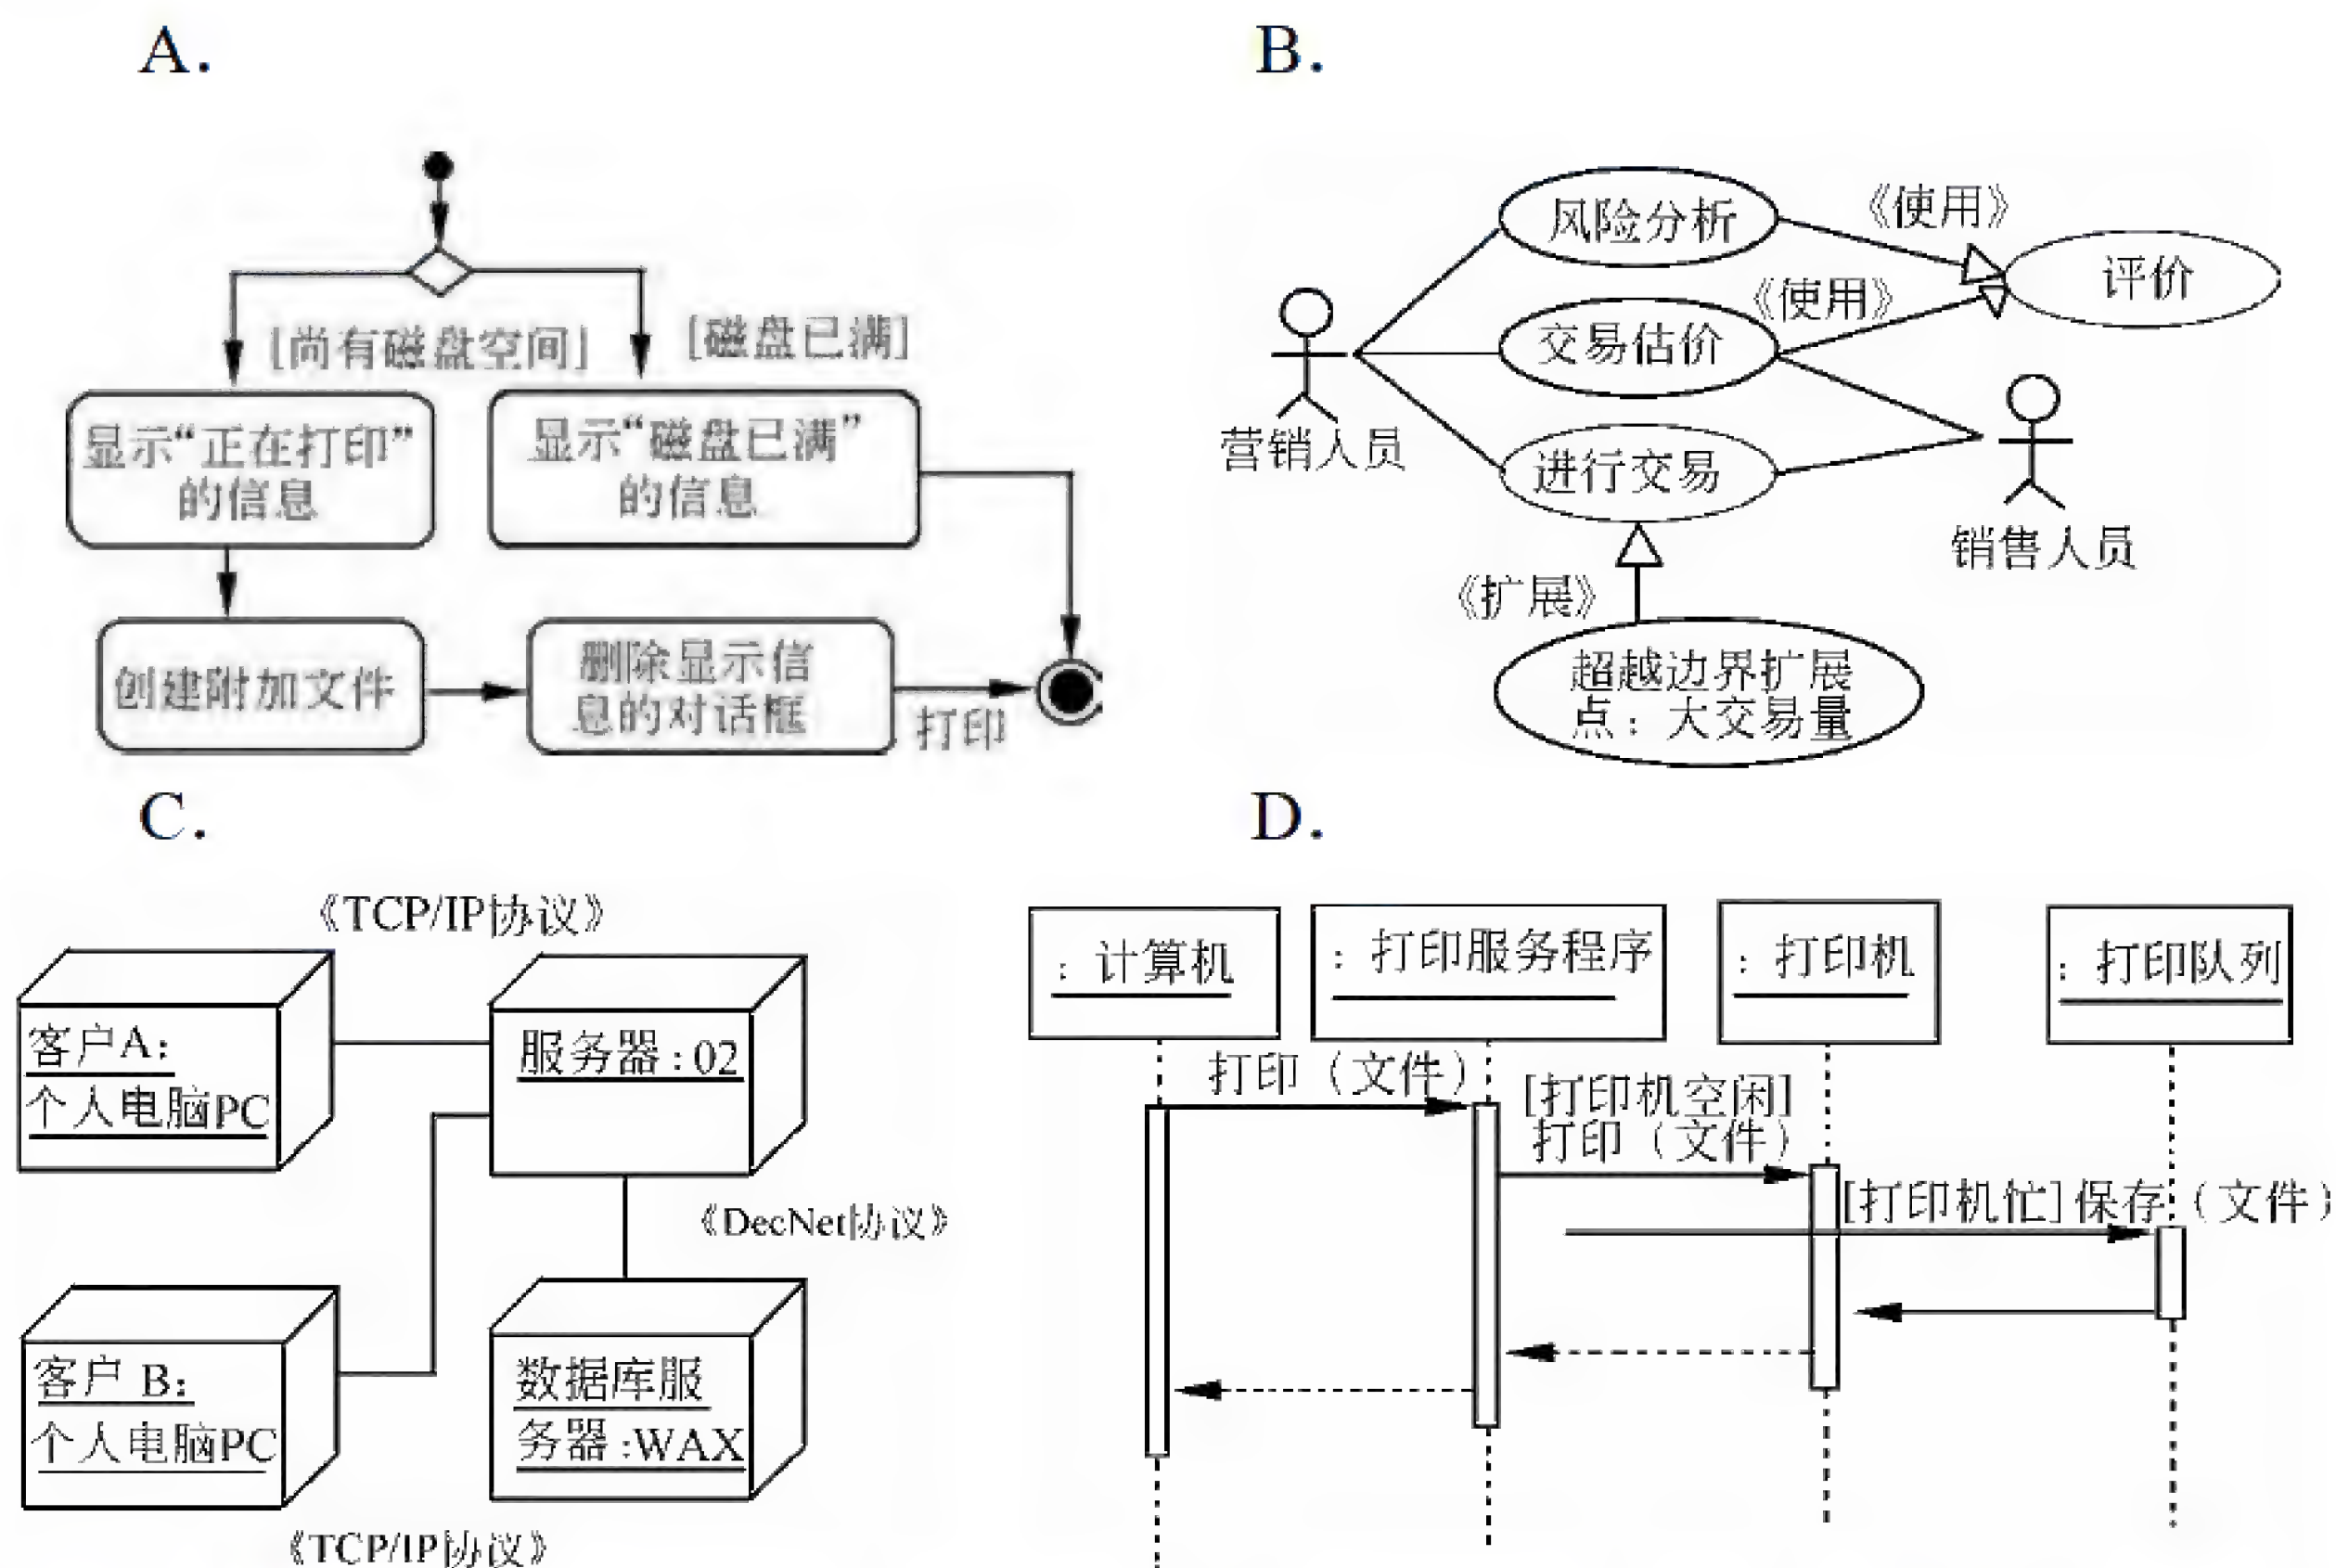 A.
[尚有磁盘空间]
[磁盘已满]
显示“正在打印”
的信息
显示“磁盘已满”
的信息
创建附加文件
删除显示信
息的对话框
打印
B.
风险分析
《使用》
评价
交易估价
《使用》
进行交易
营销人员
销售人员
《扩展》
超越边界扩展
点：大交易量
C.
《TCP/IP协议》
客户A：
个人电脑PC
服务器:02
《DecNet协议》
客户 B：
个人电脑PC
数据库服
务器:WAX
《TCP/IP协议》
D.
：计算机
：打印服务程序
：打印机
：打印队列
打印（文件）
[打印机空闲]
打印（文件）
[打印机忙]保存（文件）